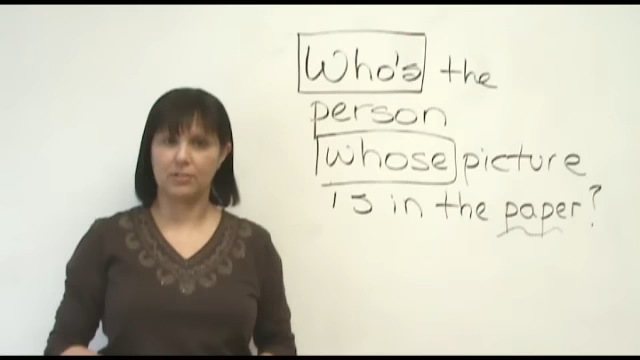 Who's the
person
whose picture
is in the paper?